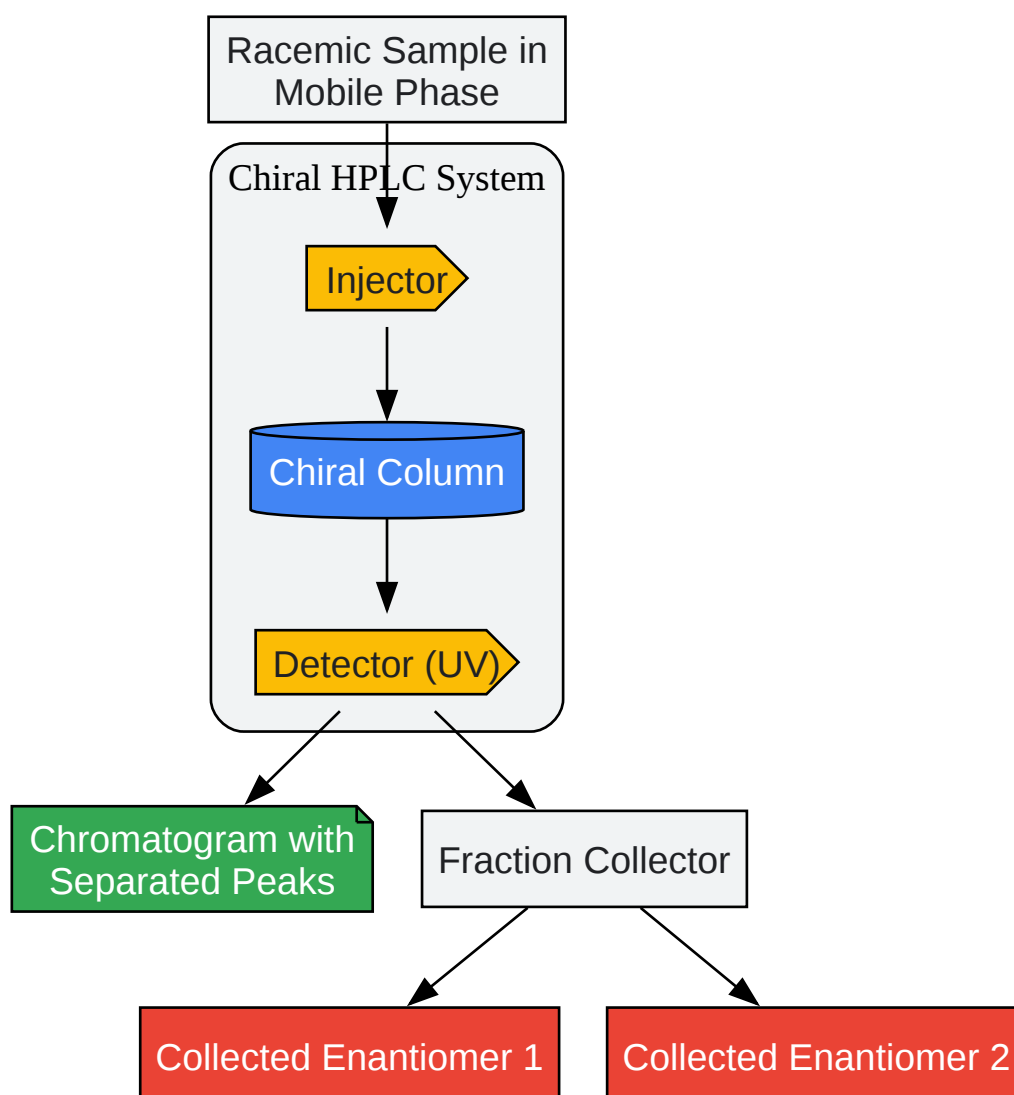 Racemic Sample in
Mobile Phase
Chiral HPLC System
Injector
Chiral Column
Detector (UV)
Chromatogram with
Separated Peaks
Fraction Collector
Collected Enantiomer 1
Collected Enantiomer 2